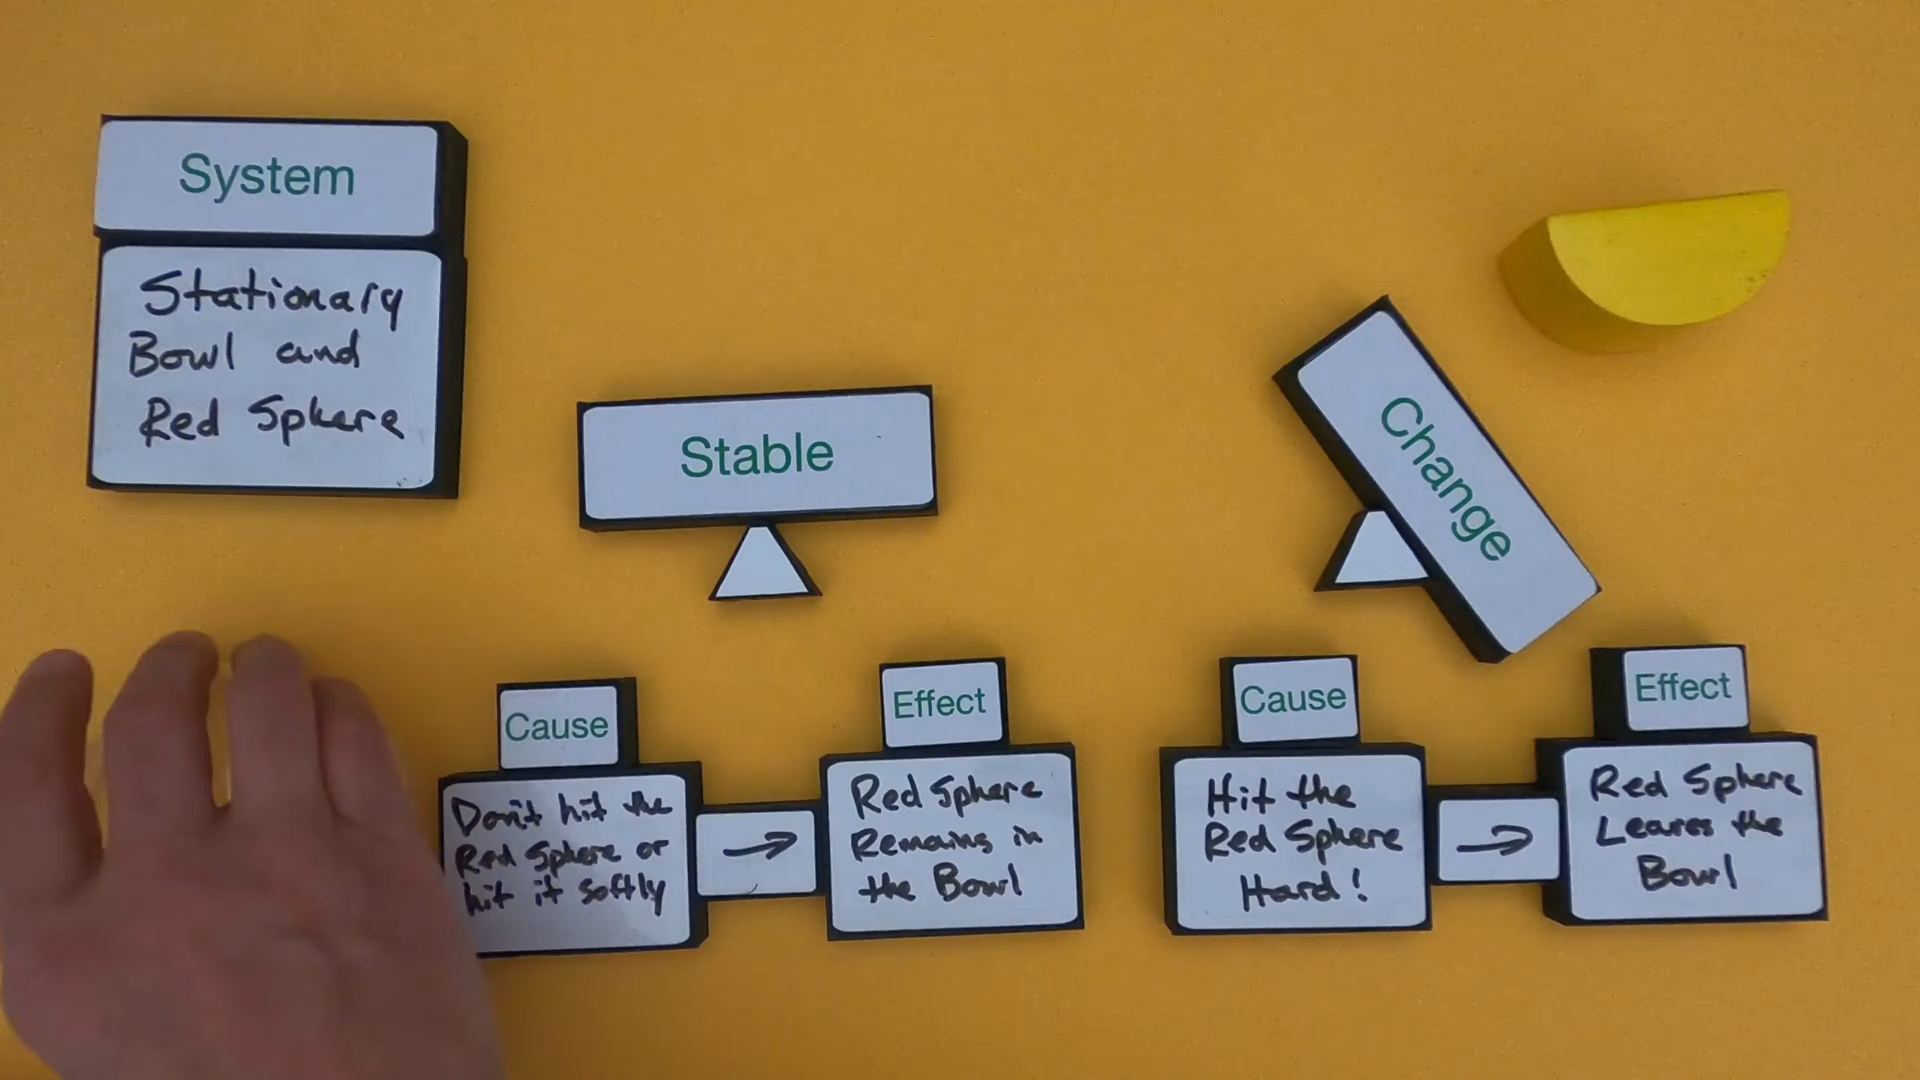 System
Stationary
Bowl and
Red Sphere
Stable
Change
Cause
Don't hit the
Red Sphere or
hit it softly
→
Effect
Red Sphere
Remains in
the Bowl
Cause
Hit the
Red Sphere
Hard!
→
Effect
Red Sphere
Leaves the
Bowl